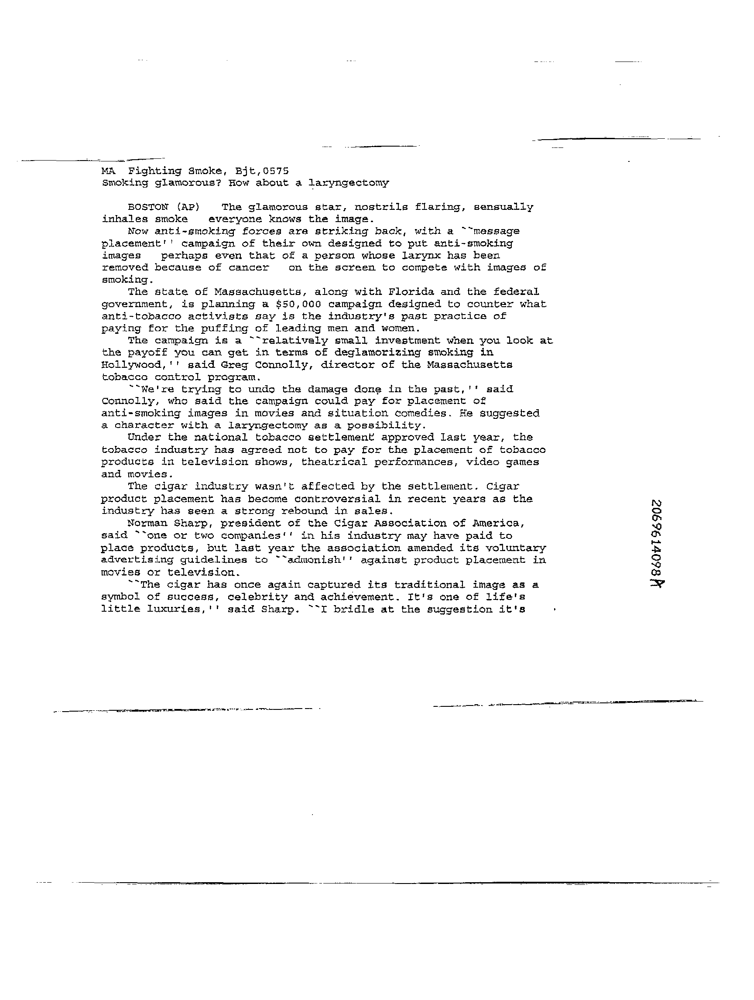 MA  Fighting Smoke, Bjt,0575
Smoking glamorous? How about a laryngectomy
BOSTON (AP)   The glamorous star, nostrils flaring, sensually
inhales smoke   everyone knows the image.
Now anti-smoking forces are striking back, with a ``message
placement'' campaign of their own designed to put anti-smoking
images   perhaps even that of a person whose larynx has been
removed because of cancer   on the screen to compete with images of
smoking.
The state of Massachusetts, along with Florida and the federal
government, is planning a $50,000 campaign designed to counter what
anti-tobacco activists say is the industry's past practice of
paying for the puffing of leading men and women.
The campaign is a ``relatively small investment when you look at
the payoff you can get in terms of deglamorizing smoking in
Hollywood,'' said Greg Connolly, director of the Massachusetts
tobacco control program.
``We're trying to undo the damage done in the past,'' said
Connolly, who said the campaign could pay for placement of
anti-smoking images in movies and situation comedies. He suggested
a character with a laryngectomy as a possibility.
Under the national tobacco settlement approved last year, the
tobacco industry has agreed not to pay for the placement of tobacco
products in television shows, theatrical performances, video games
and movies.
The cigar industry wasn't affected by the settlement. Cigar
product placement has become controversial in recent years as the
industry has seen a strong rebound in sales.
Norman Sharp, president of the Cigar Association of America,
said ``one or two companies'' in his industry may have paid to
place products, but last year the association amended its voluntary
advertising guidelines to ``admonish'' against product placement in
movies or television.
``The cigar has once again captured its traditional image as a
symbol of success, celebrity and achievement. It's one of life's
little luxuries,'' said Sharp. ``I bridle at the suggestion it's
2069614098A